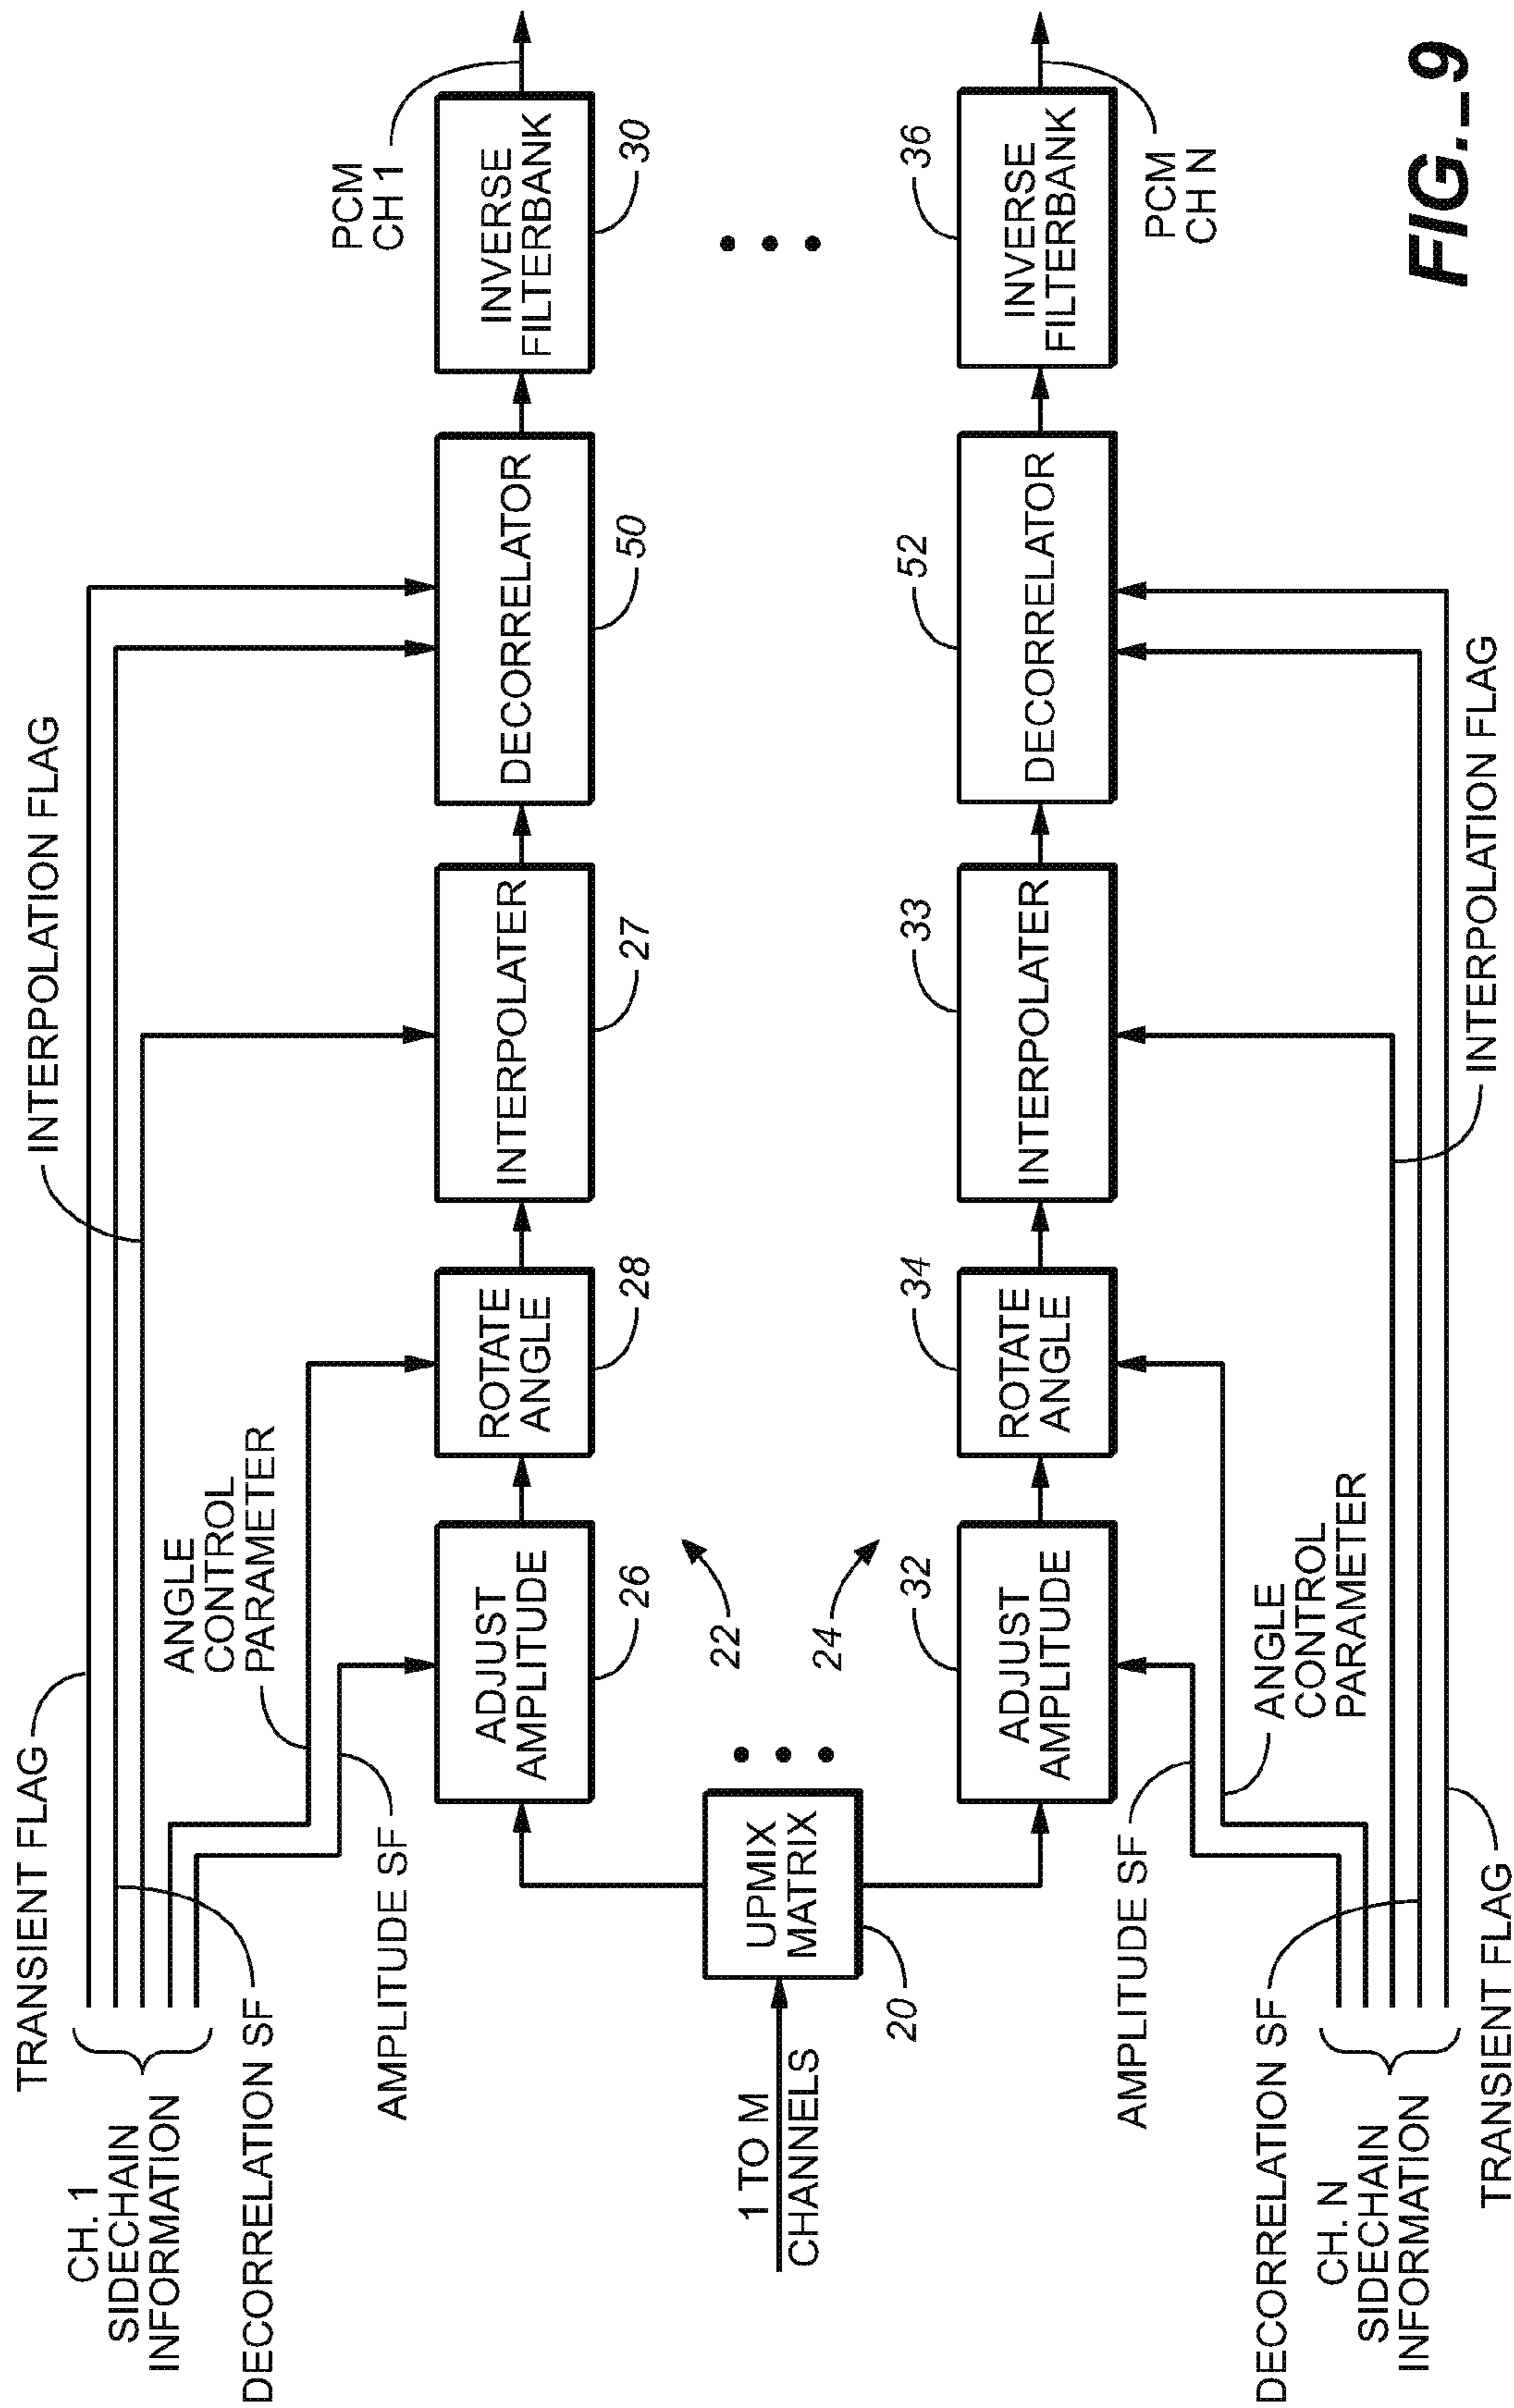 TRANSIENT FLAG
INTERPOLATION FLAG
CH. 1
SIDECHAIN
INFORMATION
DECORRELATION SF
ANGLE
CONTROL
PARAMETER
AMPLITUDE SF
PCM
CH 1
ADJUST
AMPLITUDE
26
ROTATE
ANGLE
28
INTERPOLATER
27
DECORRELATOR
50
INVERSE
FILTERBANK
30
22
1 TO M
CHANNELS
UPMIX
MATRIX
20
24
32
ADJUST
AMPLITUDE
34
ROTATE
ANGLE
33
INTERPOLATER
52
DECORRELATOR
36
INVERSE
FILTERBANK
AMPLITUDE SF
ANGLE
CONTROL
PARAMETER
PCM
CH N
DECORRELATION SF
CH. N
SIDECHAIN
INFORMATION
INTERPOLATION FLAG
TRANSIENT FLAG
FIG._9